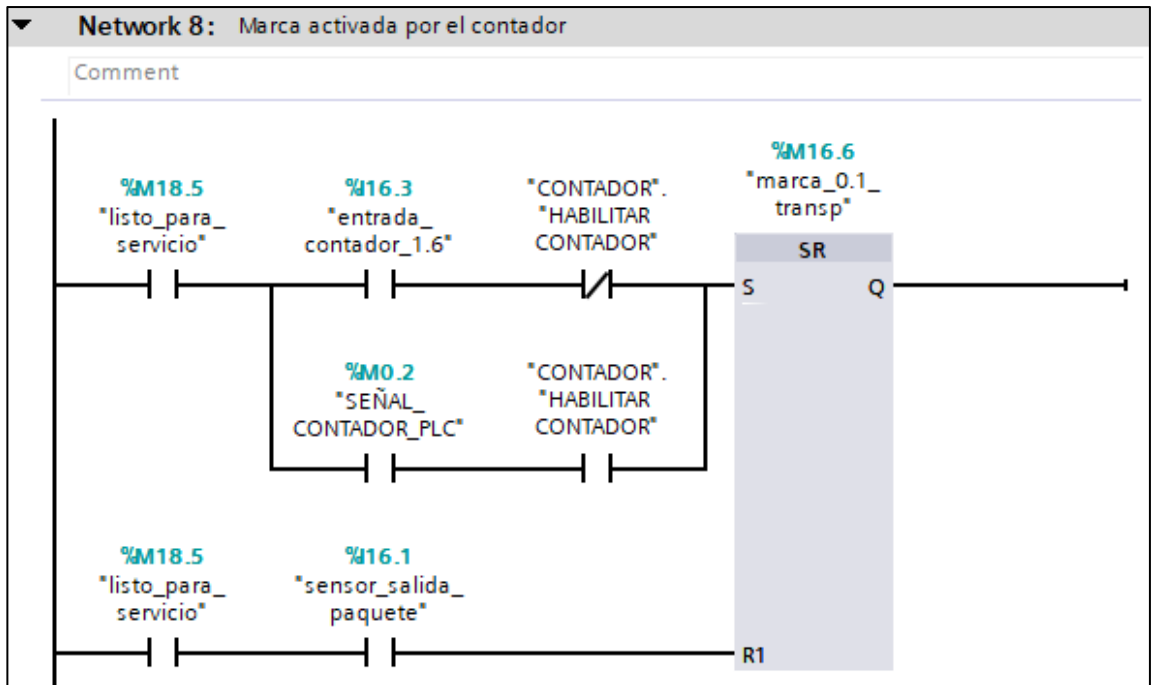 Network 8: Marca activada por el contador
Comment
%M16.6
"marca_0.1_
transp"
%M18.5
"listo_para_
servicio"
%I16.3
"entrada_
contador_1.6"
"CONTADOR".
"HABILITAR
CONTADOR"
SR
S
Q
%M0.2
"SEÑAL_
CONTADOR_PLC"
"CONTADOR".
"HABILITAR
CONTADOR"
%M18.5
"listo_para_
servicio"
%I16.1
"sensor_salida_
paquete"
R1